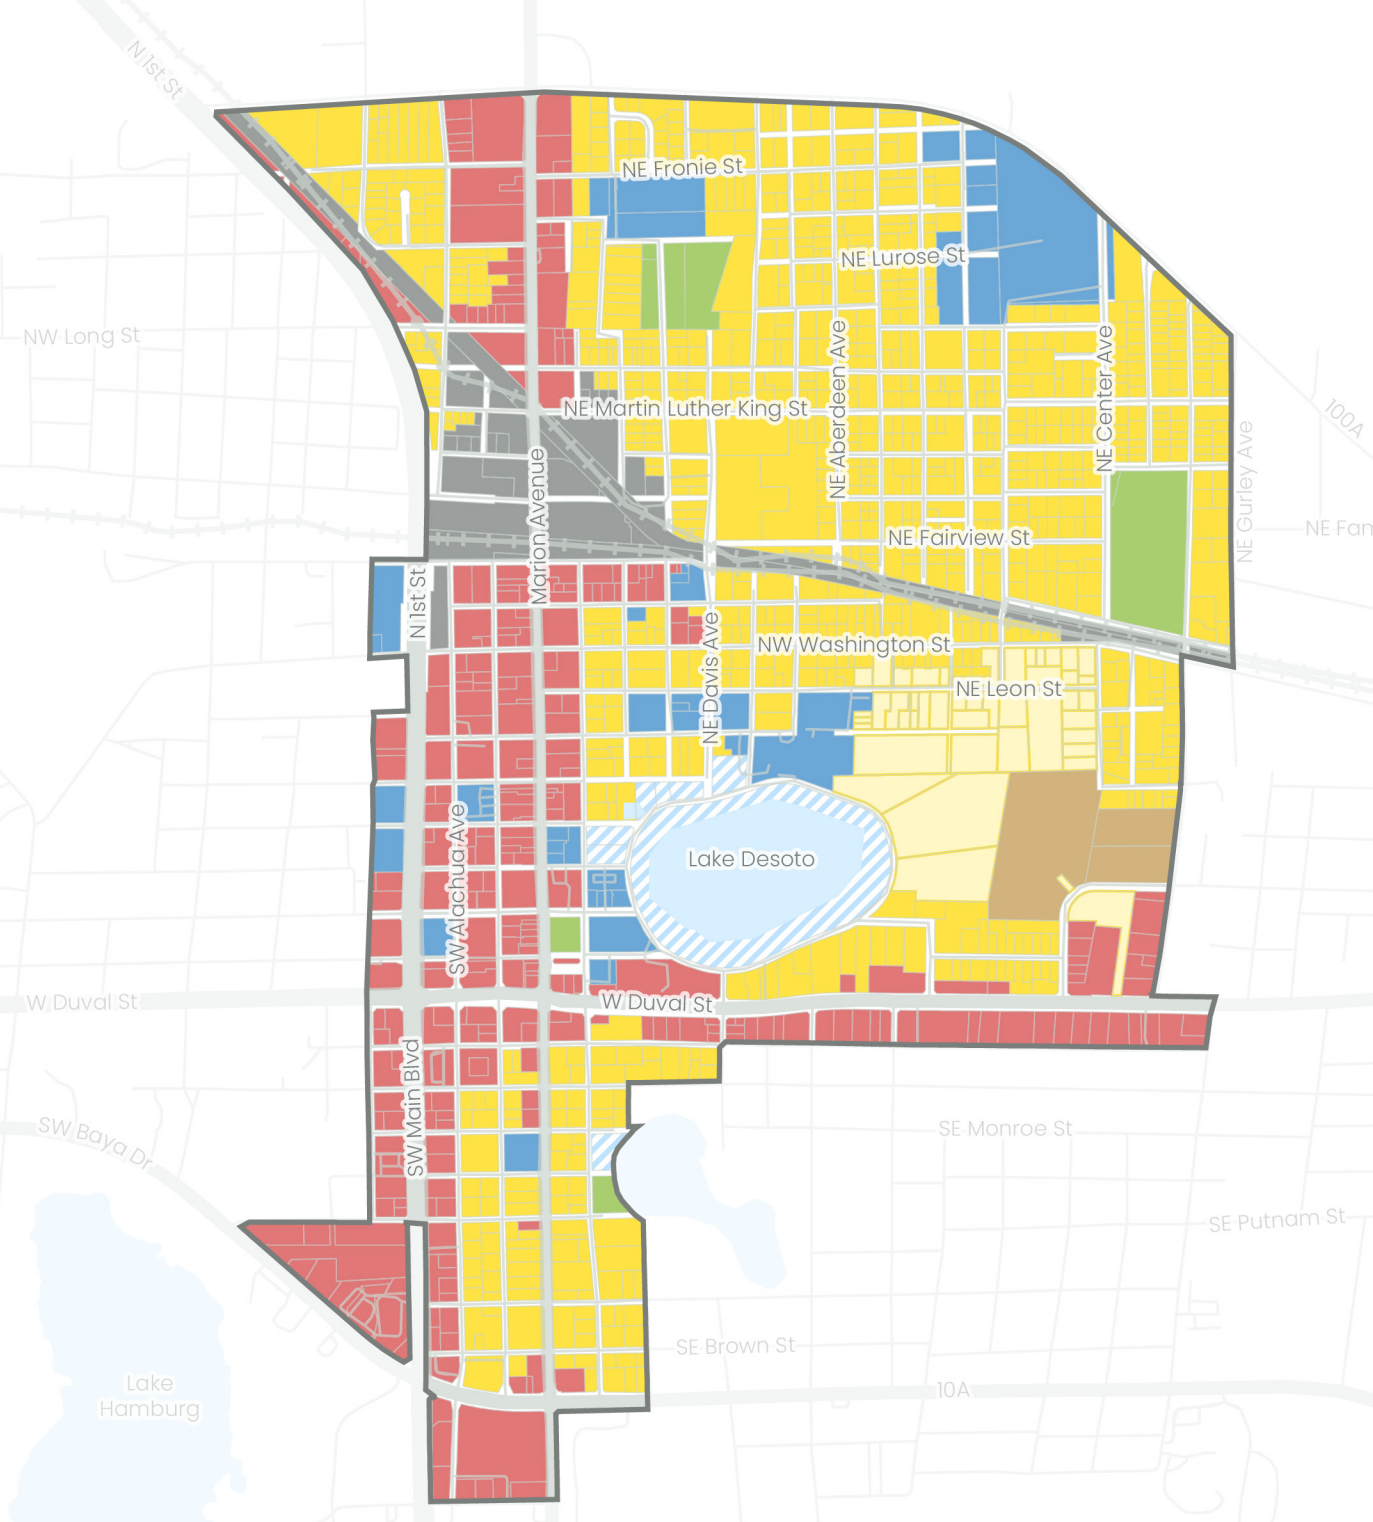 N 1st St
NE Fronie St
NE Lurose St
NW Long St
NE Aberdeen Ave
NE Center Ave
NE Martin Luther King St
100A
NE Gurley Ave
Marion Avenue
NE Fairview St
NE Fam
N 1st St
NE Davis Ave
NW Washington St
NE Leon St
SW Alachua Ave
Lake Desoto
W Duval St
W Duval St
SW Main Blvd
SW Baya Dr
SE Monroe St
SE Putnam St
SE Brown St
Lake
Hamburg
10A